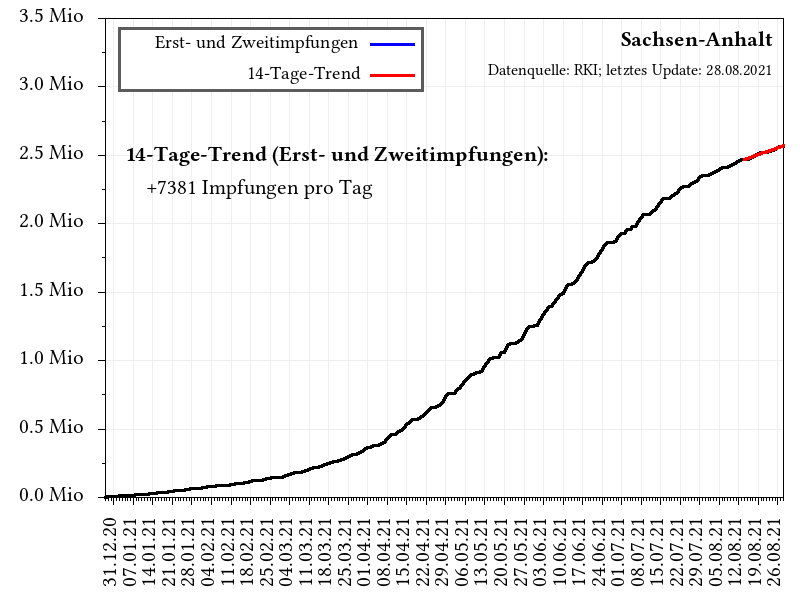 3.5 Mio
3.0 Mio
2.5 Mio
2.0 Mio
1.5 Mio
1.0 Mio
0.5 Mio
0.0 Mio
Erst- und Zweitimpfungen
14-Tage-Trend
Sachsen-Anhalt
Datenquelle: RKI; letztes Update: 28.08.2021
14-Tage-Trend (Erst- und Zweitimpfungen):
+7381 Impfungen pro Tag
31.12.20
07.01.21
14.01.21
21.01.21
28.01.21
04.02.21
11.02.21
18.02.21
25.02.21
04.03.21
11.03.21
18.03.21
25.03.21
01.04.21
08.04.21
15.04.21
22.04.21
29.04.21
06.05.21
13.05.21
20.05.21
27.05.21
03.06.21
10.06.21
17.06.21
24.06.21
01.07.21
08.07.21
15.07.21
22.07.21
29.07.21
05.08.21
12.08.21
19.08.21
26.08.21